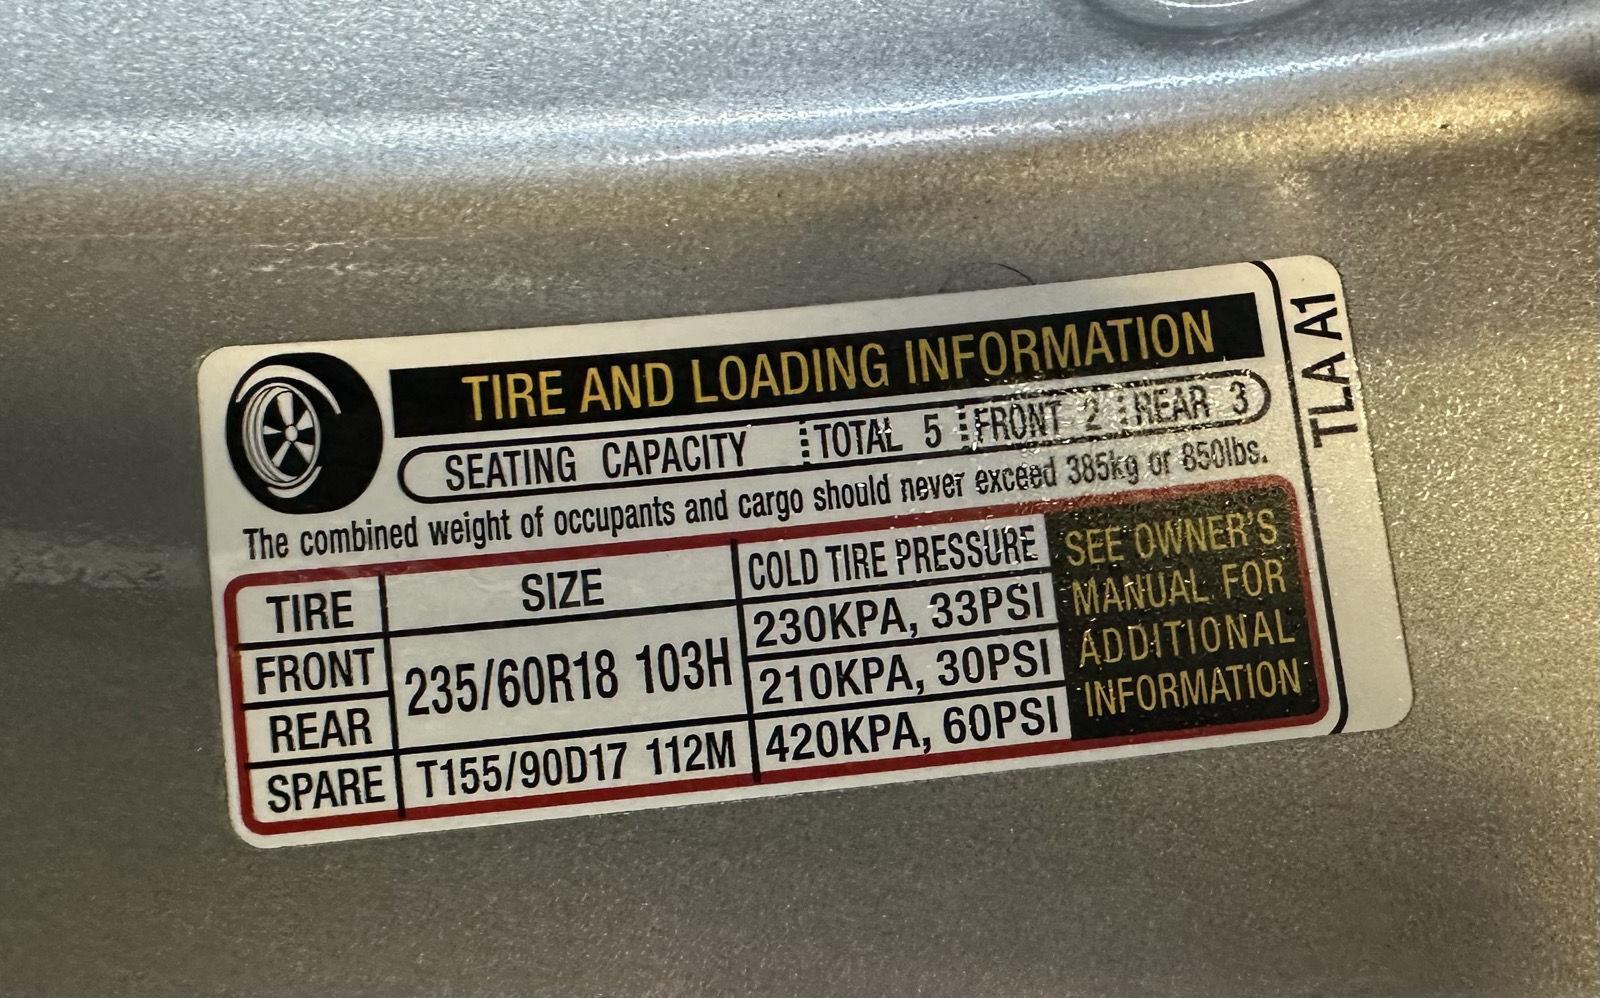 TIRE AND LOADING INFORMATION
SEATING CAPACITY TOTAL 5 FRONT 2 REAR 3
The combined weight of occupants and cargo should never exceed 385kg or 850lbs.
TIRE SIZE COLD TIRE PRESSURE
FRONT 235/60R18 103H 230KPA, 33PSI
REAR 210KPA, 30PSI
SPARE T155/90D17 112M 420KPA, 60PSI
SEE OWNER'S
MANUAL FOR
ADDITIONAL
INFORMATION
TLA A1